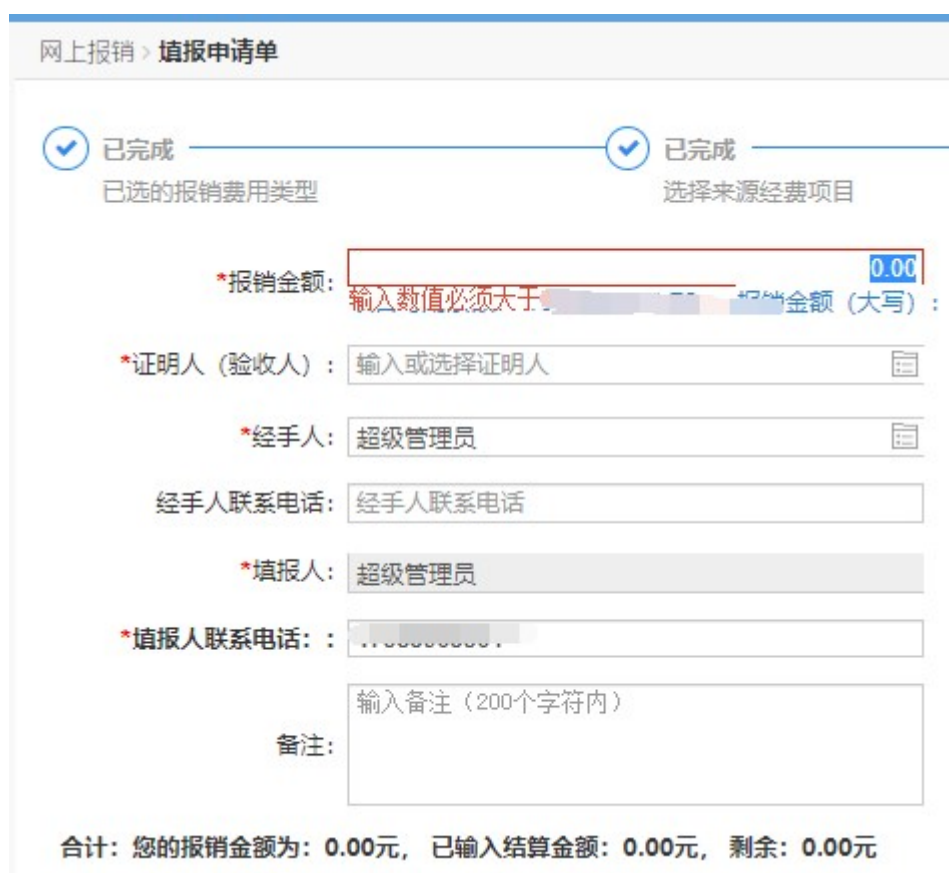 网上报销 > 填报申请单
已完成 已完成
已选的报销费用类型 选择来源经费项目
*报销金额: 0.00
输入数值必须大于 报销金额（大写）:
*证明人（验收人）: 输入或选择证明人
*经手人: 超级管理员
经手人联系电话: 经手人联系电话
*填报人: 超级管理员
*填报人联系电话: :
备注: 输入备注（200个字符内）
合计: 您的报销金额为: 0.00元, 已输入结算金额: 0.00元, 剩余: 0.00元